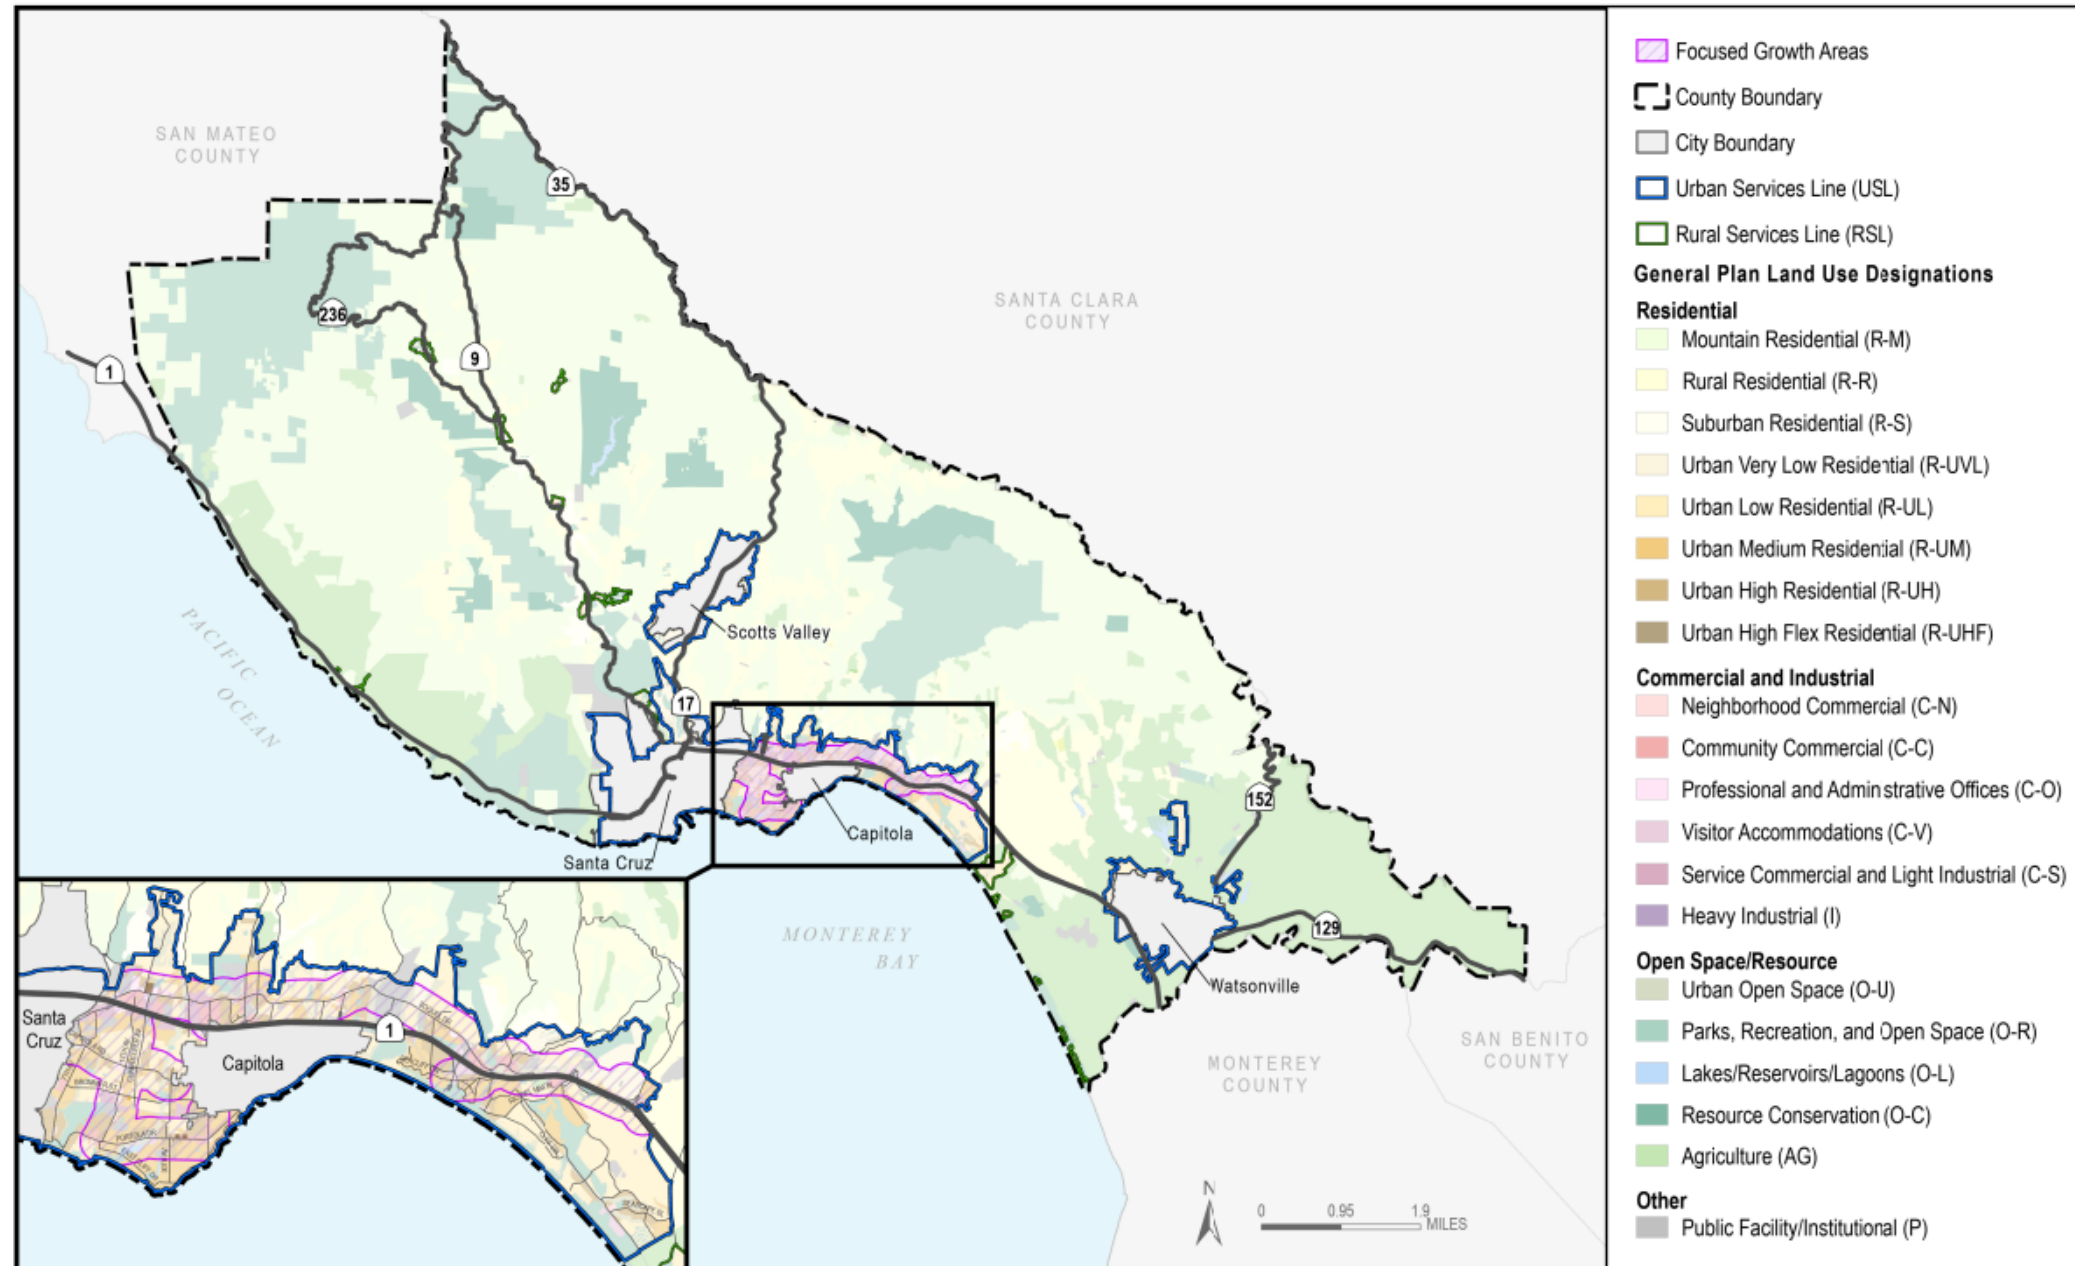 SAN MATEO
COUNTY
35
SANTA CLARA
COUNTY
236
9
1
PACIFIC
OCEAN
Scotts Valley
17
Capitola
Santa Cruz
152
129
Watsonville
MONTEREY
BAY
MONTEREY
COUNTY
SAN BENITO
COUNTY
Santa
Cruz
Capitola
1
N
0 0.95 1.9
MILES
Focused Growth Areas
County Boundary
City Boundary
Urban Services Line (USL)
Rural Services Line (RSL)
General Plan Land Use Designations
Residential
Mountain Residential (R-M)
Rural Residential (R-R)
Suburban Residential (R-S)
Urban Very Low Residential (R-UVL)
Urban Low Residential (R-UL)
Urban Medium Residential (R-UM)
Urban High Residential (R-UH)
Urban High Flex Residential (R-UHF)
Commercial and Industrial
Neighborhood Commercial (C-N)
Community Commercial (C-C)
Professional and Administrative Offices (C-O)
Visitor Accommodations (C-V)
Service Commercial and Light Industrial (C-S)
Heavy Industrial (I)
Open Space/Resource
Urban Open Space (O-U)
Parks, Recreation, and Open Space (O-R)
Lakes/Reservoirs/Lagoons (O-L)
Resource Conservation (O-C)
Agriculture (AG)
Other
Public Facility/Institutional (P)